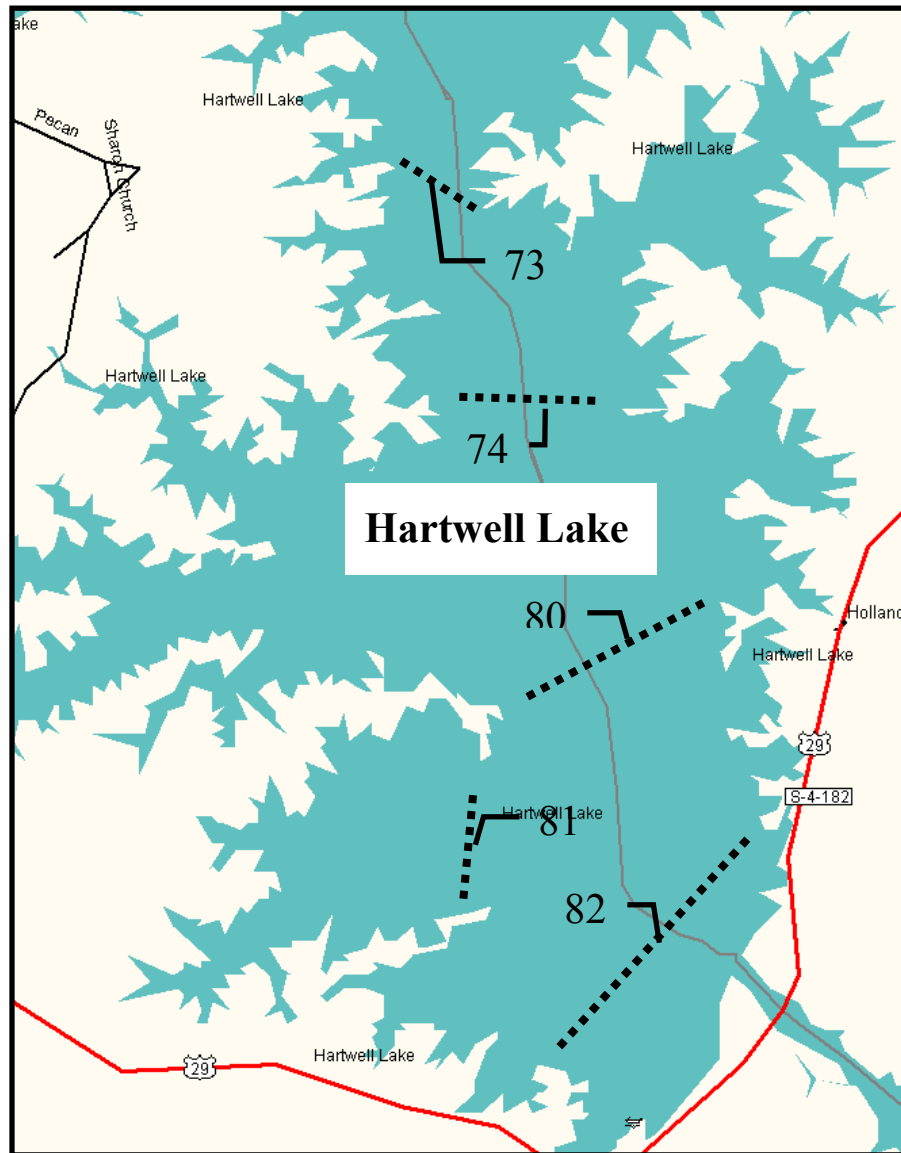 ake
Hartwell Lake
Pecan
Sharon Church
Hartwell Lake
73
Hartwell Lake
74
Hartwell Lake
80
Holland
Hartwell Lake
29
S-4-182
Hartwell Lake
81
82
Hartwell Lake
29